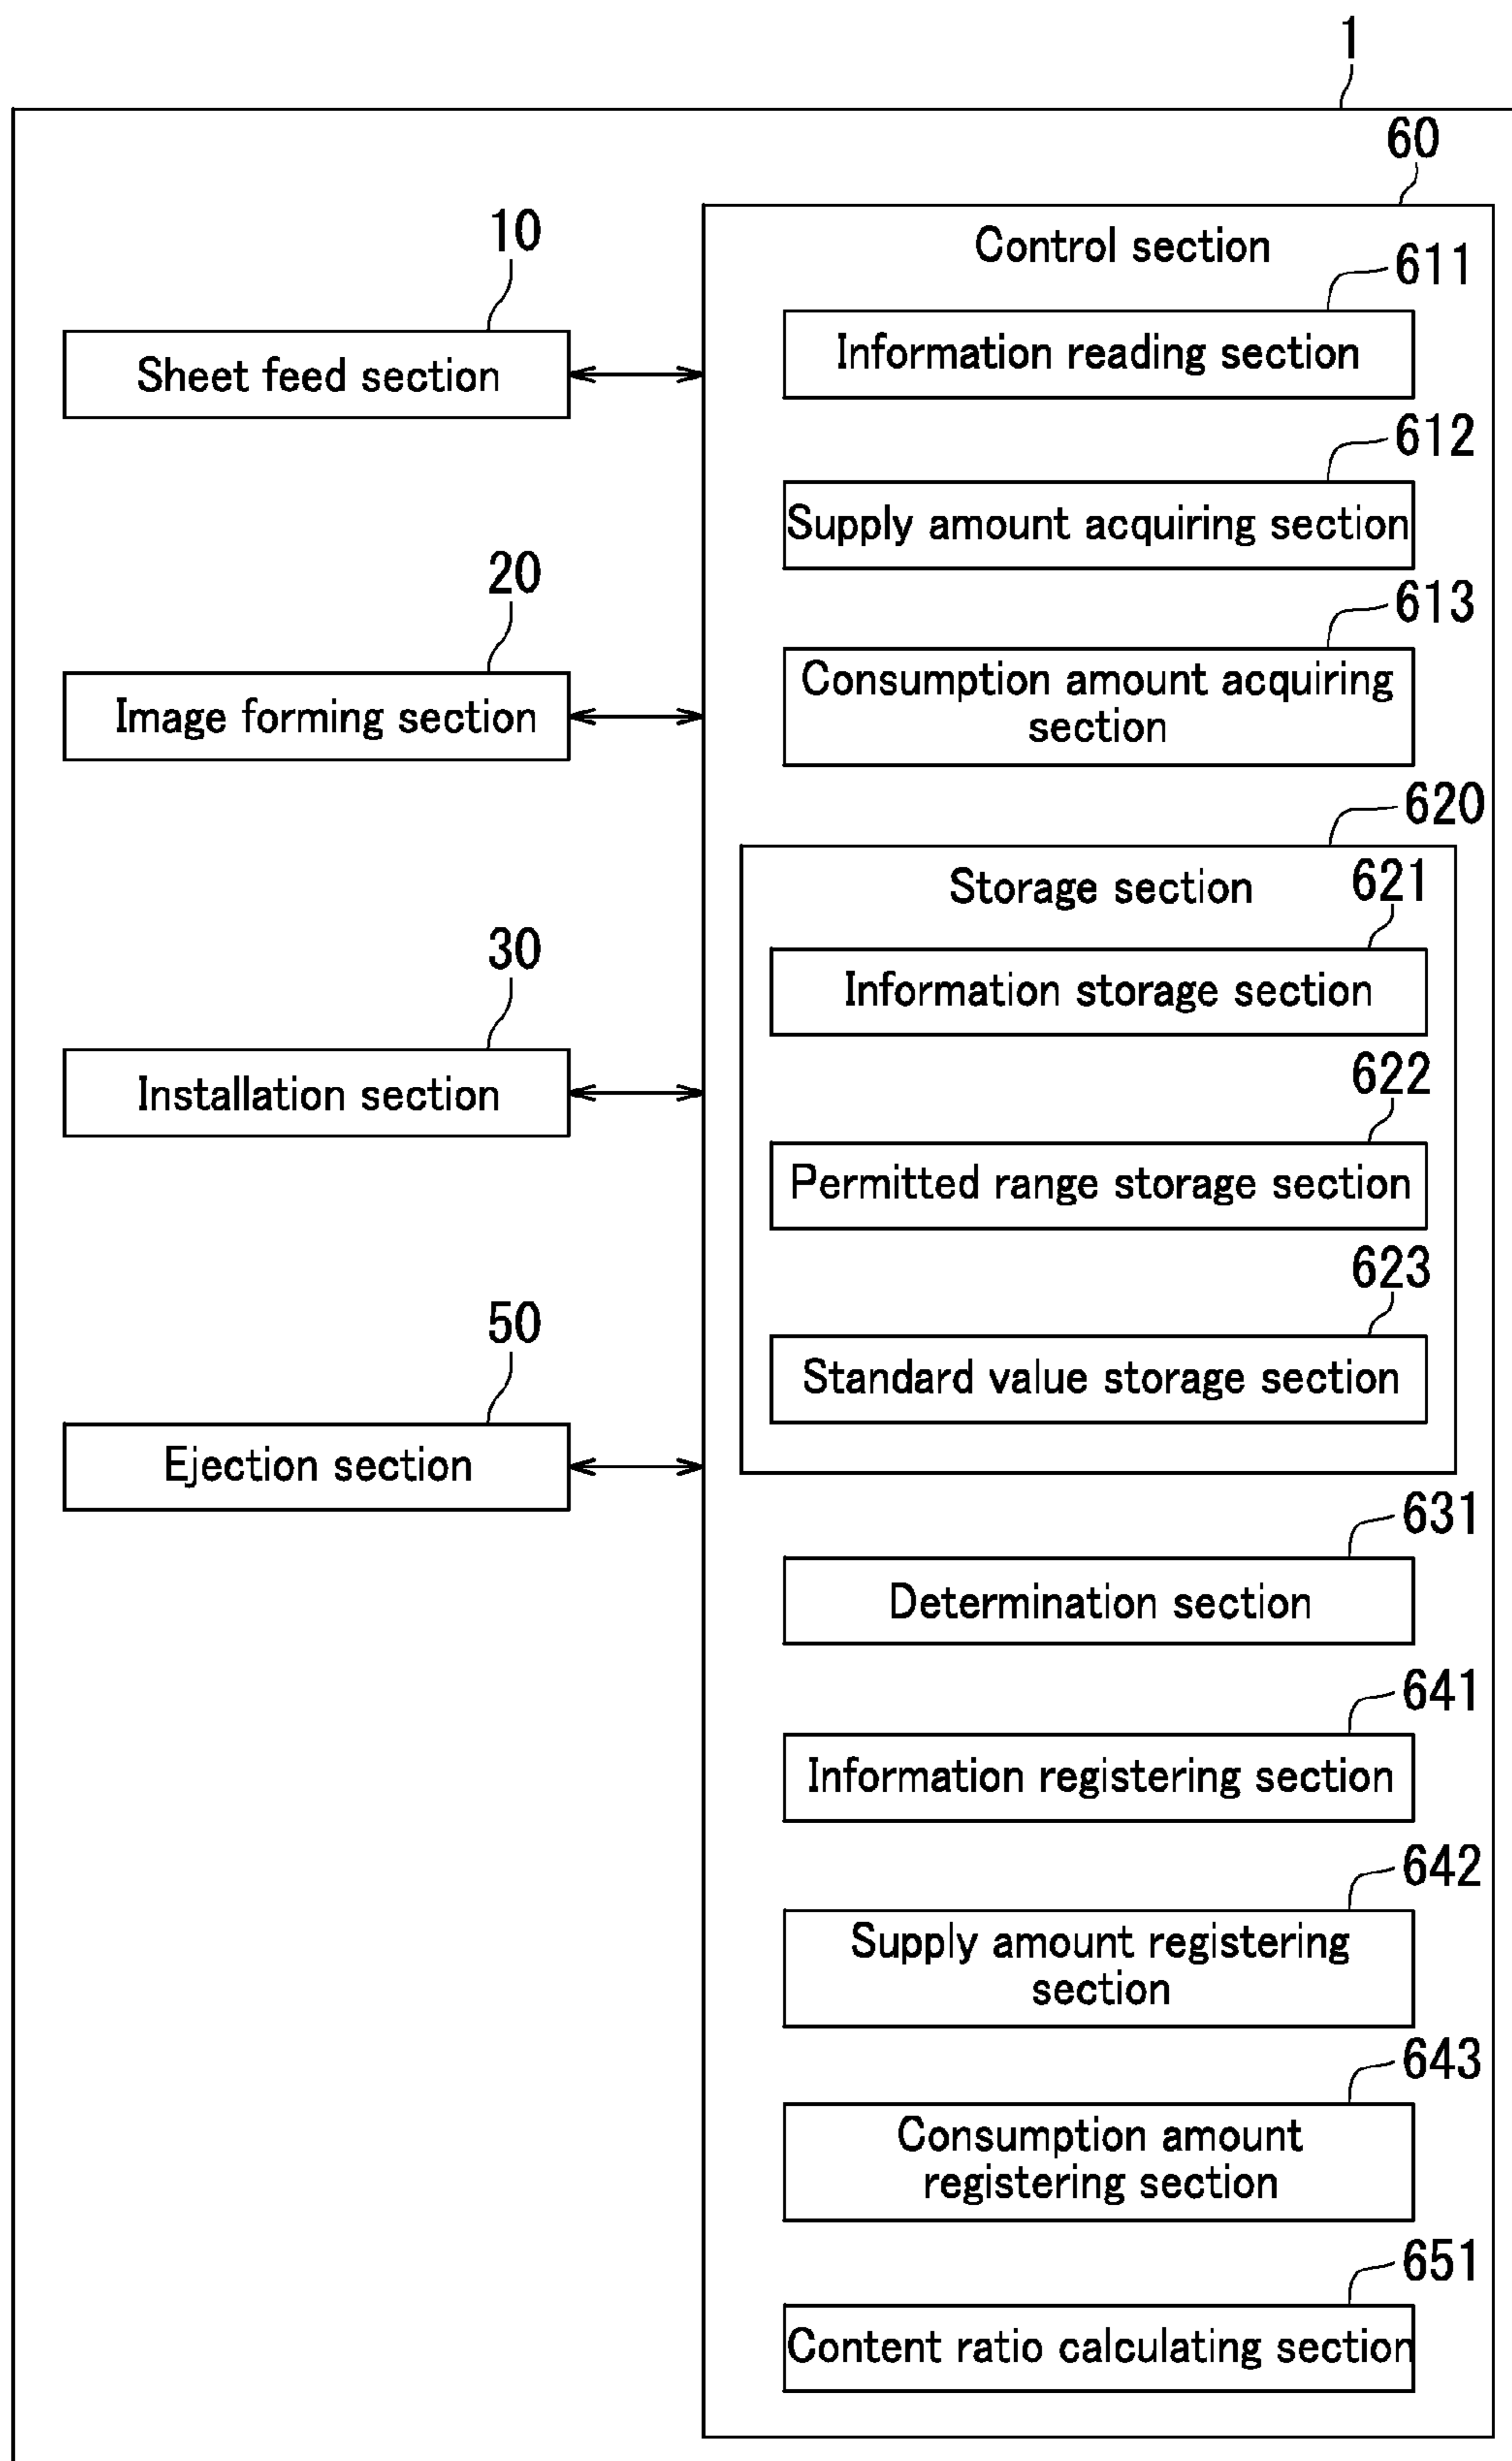 1
60
Control section
10
611
Sheet feed section
Information reading section
612
Supply amount acquiring section
20
613
Image forming section
Consumption amount acquiring
section
620
Storage section
621
30
Information storage section
Installation section
622
Permitted range storage section
623
50
Standard value storage section
Ejection section
631
Determination section
641
Information registering section
642
Supply amount registering
section
643
Consumption amount
registering section
651
Content ratio calculating section